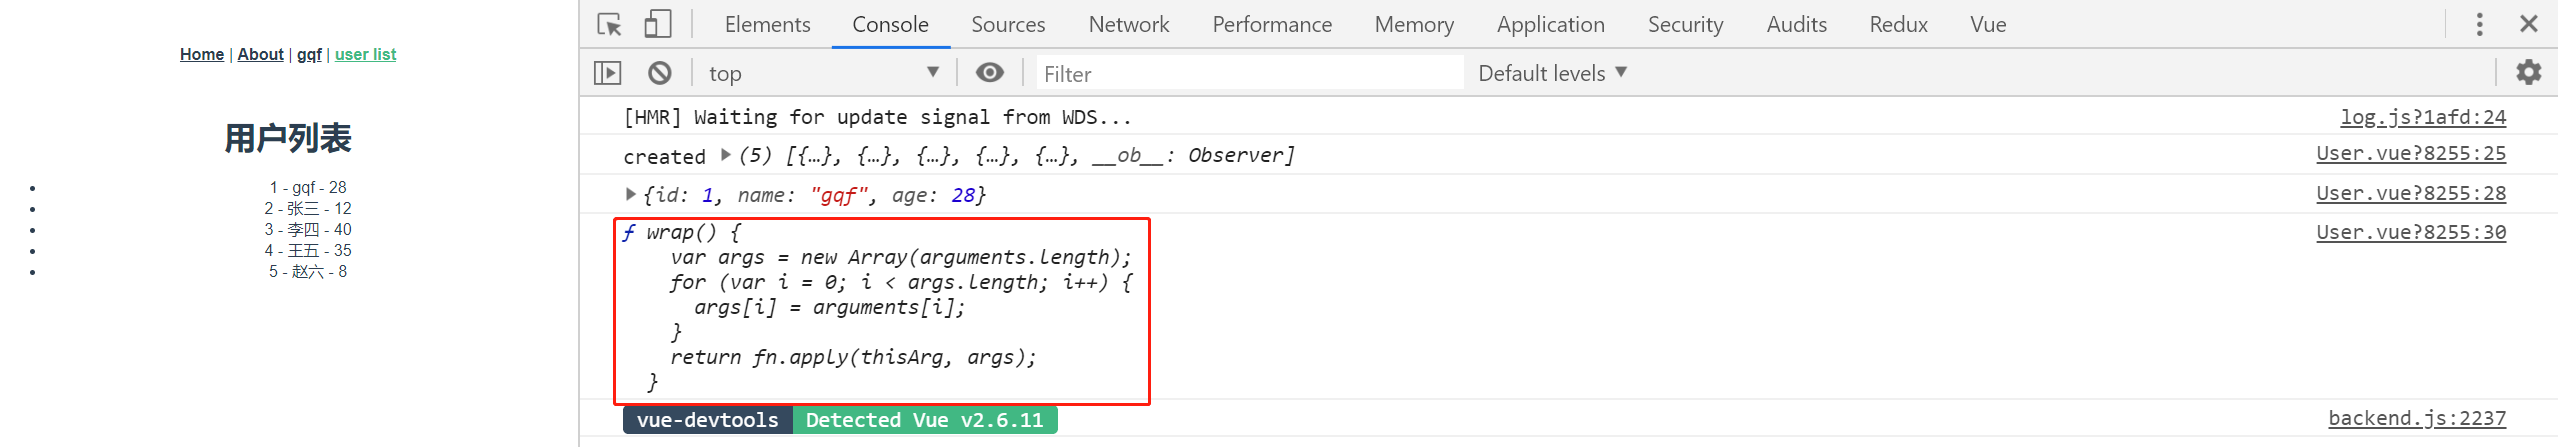 Home | About | gqf | user list
用户列表
1 - gqf - 28
2 - 张三 - 12
3 - 李四 - 40
4 - 王五 - 35
5 - 赵六 - 8
Elements Console Sources Network Performance Memory Application Security Audits Redux Vue
top Filter Default levels
[HMR] Waiting for update signal from WDS... log.js?1afd:24
created (5) [{…}, {…}, {…}, {…}, {…}, __ob__: Observer] User.vue?8255:25
{id: 1, name: "gqf", age: 28} User.vue?8255:28
ƒ wrap() { User.vue?8255:30
var args = new Array(arguments.length);
for (var i = 0; i < args.length; i++) {
args[i] = arguments[i];
}
return fn.apply(thisArg, args);
}
vue-devtools Detected Vue v2.6.11 backend.js:2237